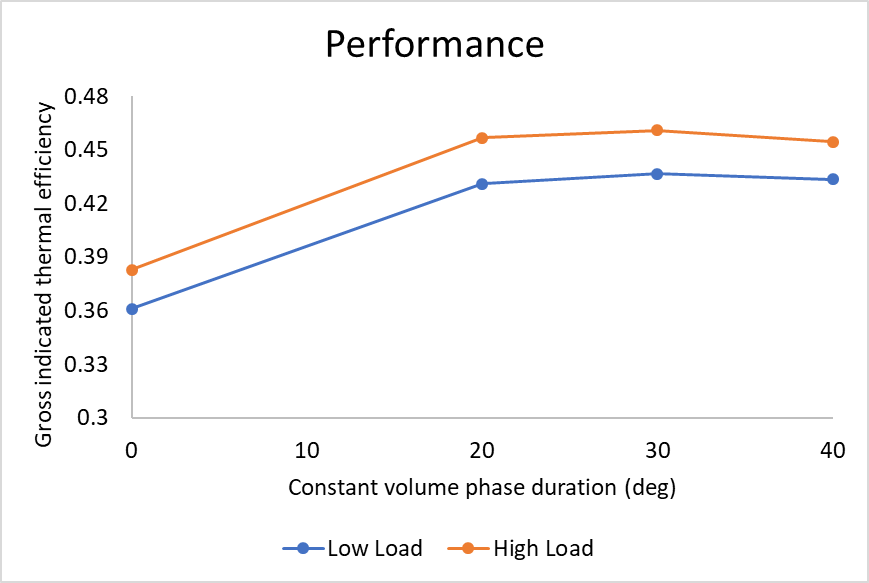 Performance
Gross indicated thermal efficiency
0.48
0.45
0.42
0.39
0.36
0.33
0.3
0 10 20 30 40
Constant volume phase duration (deg)
Low Load High Load